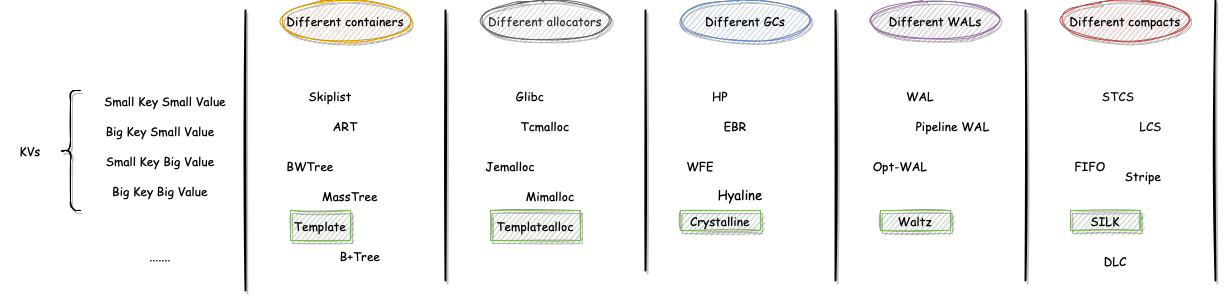 Different containers
Different allocators
Different GCs
Different WALs
Different compacts
KVs
Small Key Small Value
Big Key Small Value
Small Key Big Value
Big Key Big Value
.......
Skiplist
ART
BWTree
MassTree
Template
B+Tree
Glibc
Tcmalloc
Jemalloc
Mimalloc
Templatealloc
HP
EBR
WFE
Hyaline
Crystalline
WAL
Pipeline WAL
Opt-WAL
Waltz
STCS
LCS
FIFO
Stripe
SILK
DLC